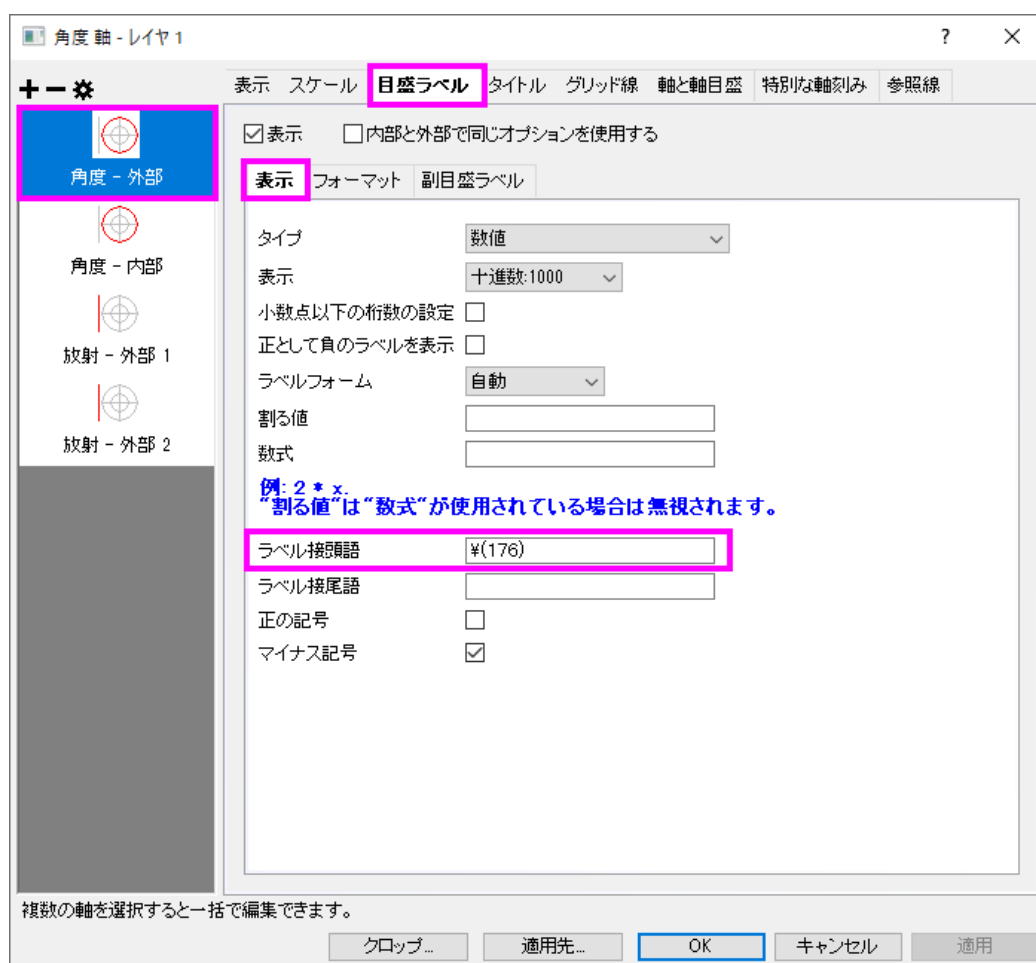 角度 軸 - レイヤ 1
?
表示 スケール 目盛ラベル タイトル グリッド線 軸と軸目盛 特別な軸刻み 参照線
角度 - 外部
角度 - 内部
放射 - 外部 1
放射 - 外部 2
表示 内部と外部で同じオプションを使用する
表示 フォーマット 副目盛ラベル
タイプ 数値
表示 十進数:1000
小数点以下の桁数の設定
正として負のラベルを表示
ラベルフォーム 自動
割る値
数式
例: 2 * x.
“割る値“は“数式“が使用されている場合は無視されます。
ラベル接頭語 ¥(176)
ラベル接尾語
正の記号
マイナス記号
複数の軸を選択すると一括で編集できます。
クロップ... 適用先... OK キャンセル 適用